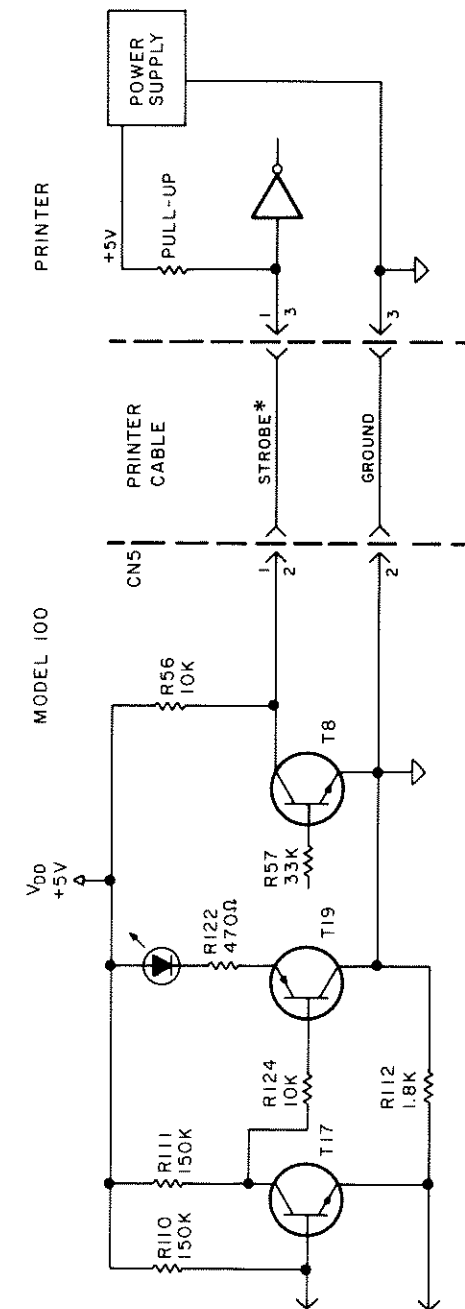 MODEL 100
PRINTER
CABLE
PRINTER
VDD
+5V
R110
150K
R111
150K
R122
470Ω
R56
10K
CN5
+5V
PULL-UP
POWER
SUPPLY
R124
10K
R57
33K
T17
T19
T8
1
2
STROBE*
1
3
R112
1.8K
2
GROUND
3